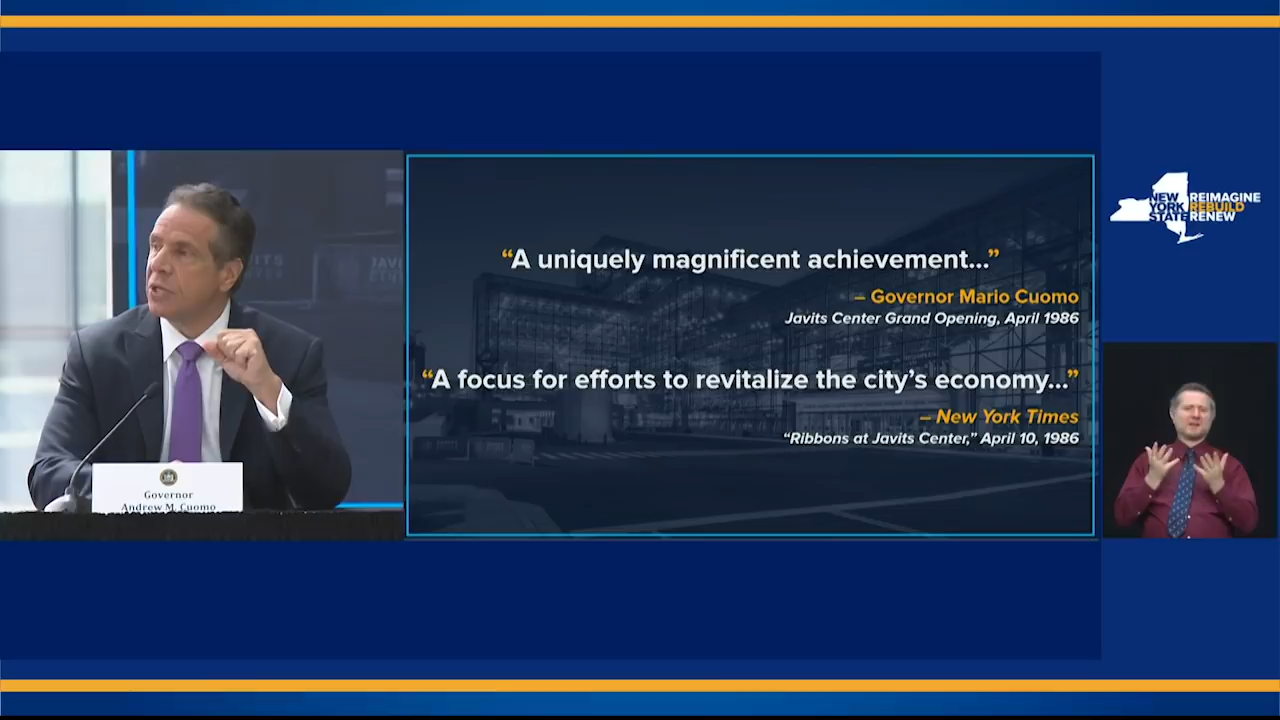 Governor
Andrew M. Cuomo
“A uniquely magnificent achievement...”
– Governor Mario Cuomo
Javits Center Grand Opening, April 1986
“A focus for efforts to revitalize the city’s economy...”
– New York Times
“Ribbons at Javits Center,” April 10, 1986
NEW YORK STATE
REIMAGINE
REBUILD
RENEW